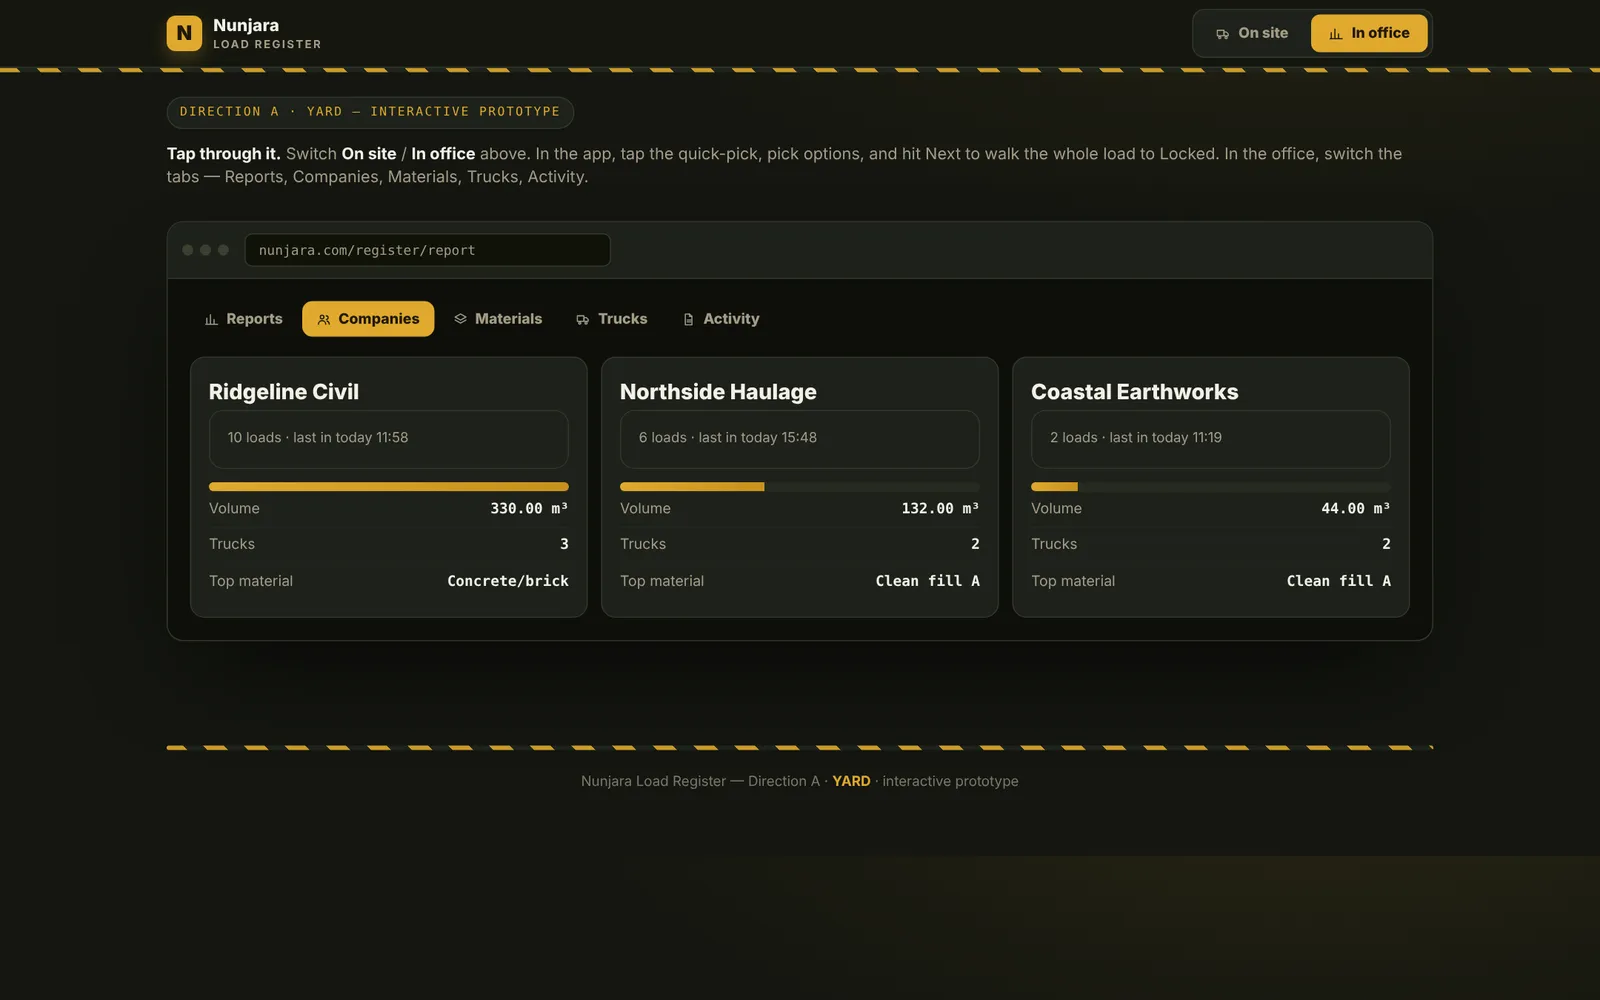 N
Nunjara
LOAD REGISTER
On site
In office
DIRECTION A · YARD — INTERACTIVE PROTOTYPE
Tap through it. Switch On site / In office above. In the app, tap the quick-pick, pick options, and hit Next to walk the whole load to Locked. In the office, switch the
tabs — Reports, Companies, Materials, Trucks, Activity.
nunjara.com/register/report
Reports
Companies
Materials
Trucks
Activity
Ridgeline Civil
10 loads · last in today 11:58
Volume 330.00 m³
Trucks 3
Top material Concrete/brick
Northside Haulage
6 loads · last in today 15:48
Volume 132.00 m³
Trucks 2
Top material Clean fill A
Coastal Earthworks
2 loads · last in today 11:19
Volume 44.00 m³
Trucks 2
Top material Clean fill A
Nunjara Load Register — Direction A · YARD · interactive prototype